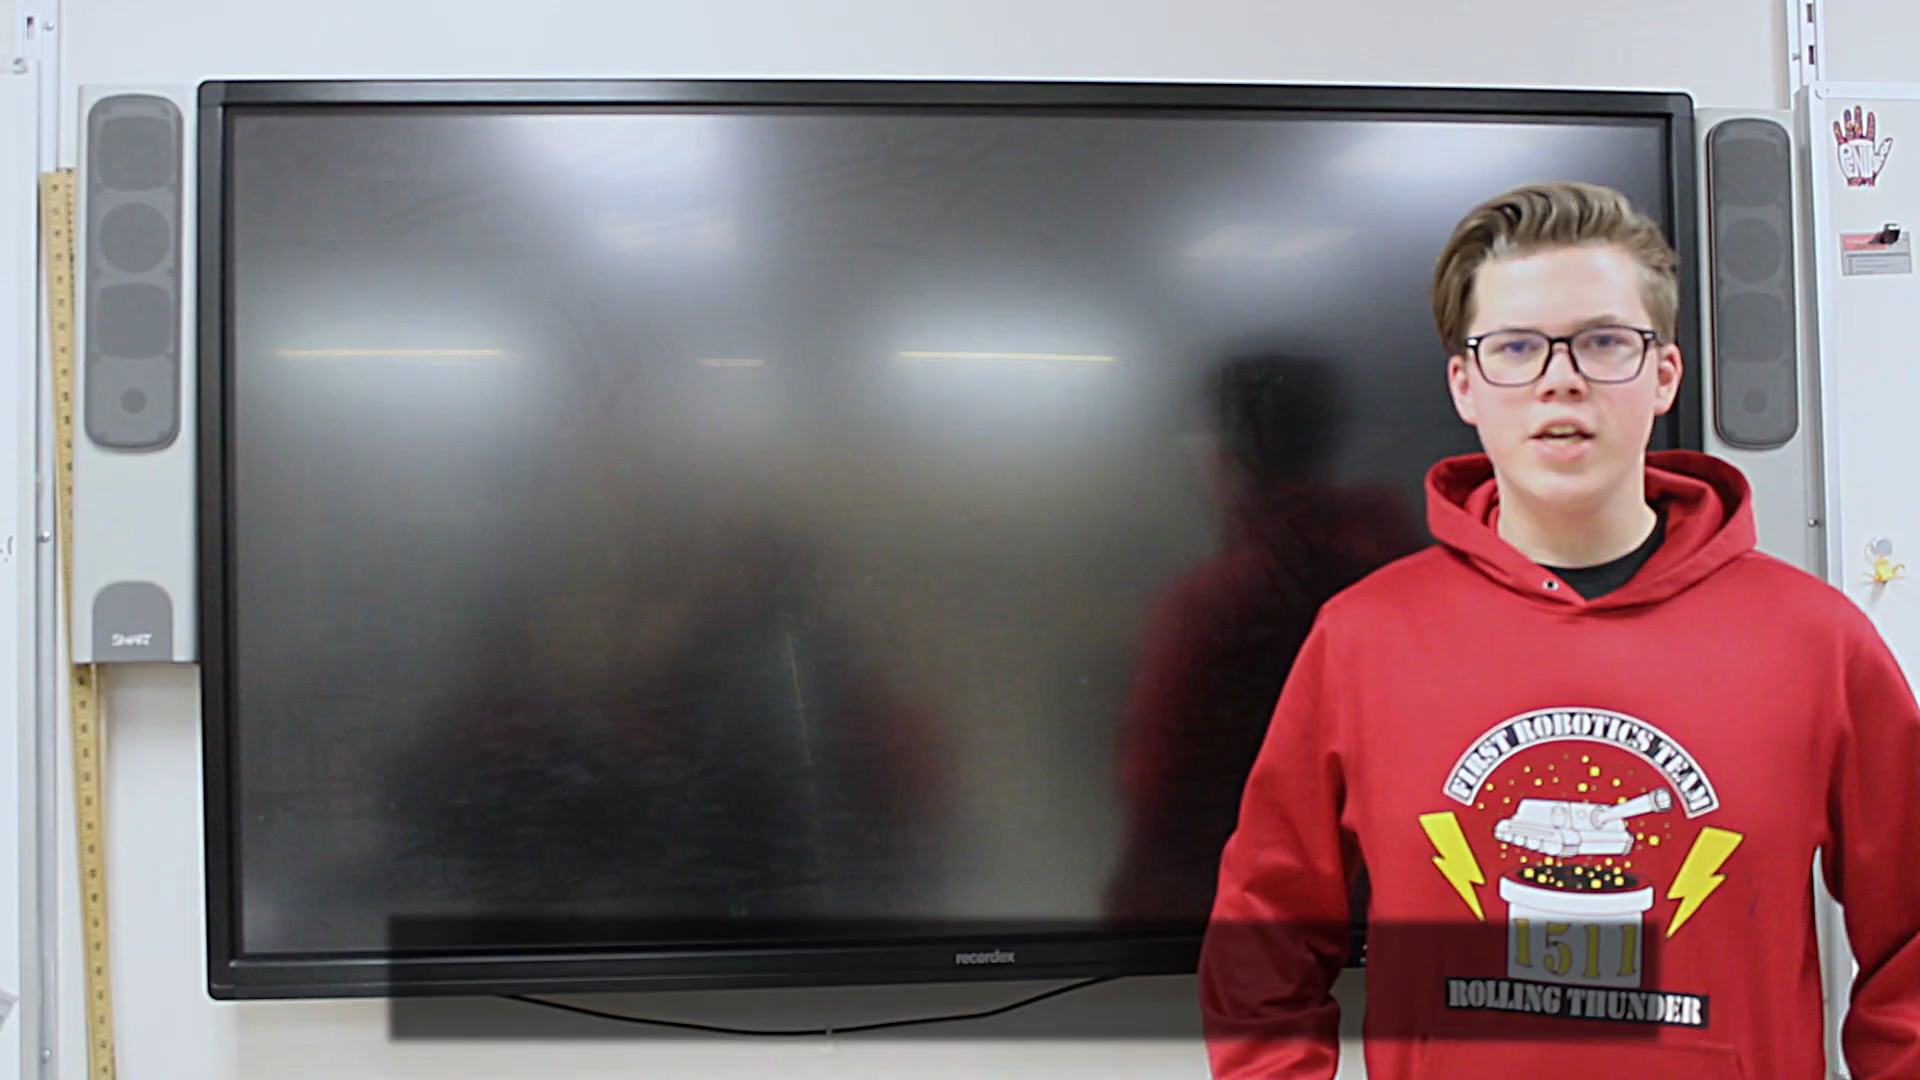 SMART
recordex
FIRST ROBOTICS TEAM
1511
ROLLING THUNDER